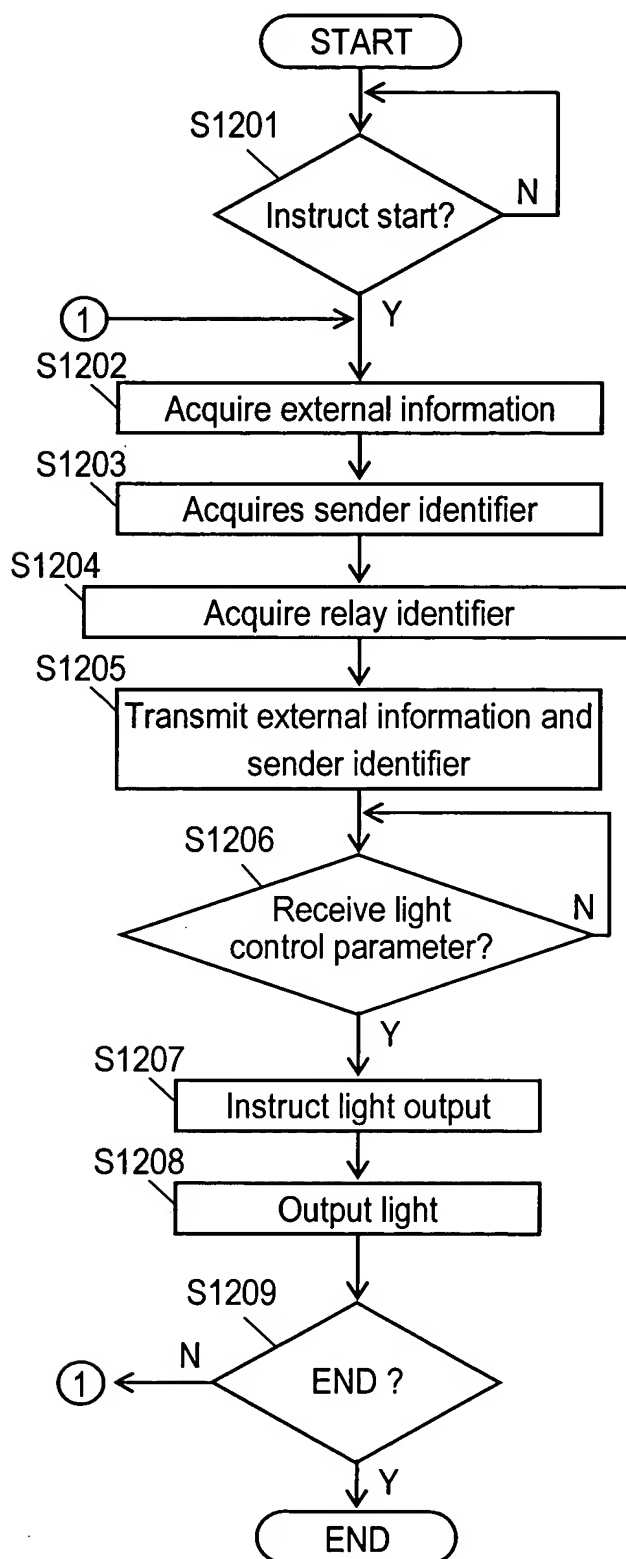 START
S1201
Instruct start?
N
Y
1
S1202
Acquire external information
S1203
Acquires sender identifier
S1204
Acquire relay identifier
S1205
Transmit external information and
sender identifier
S1206
Receive light
control parameter?
N
Y
S1207
Instruct light output
S1208
Output light
S1209
END ?
N
1
Y
END